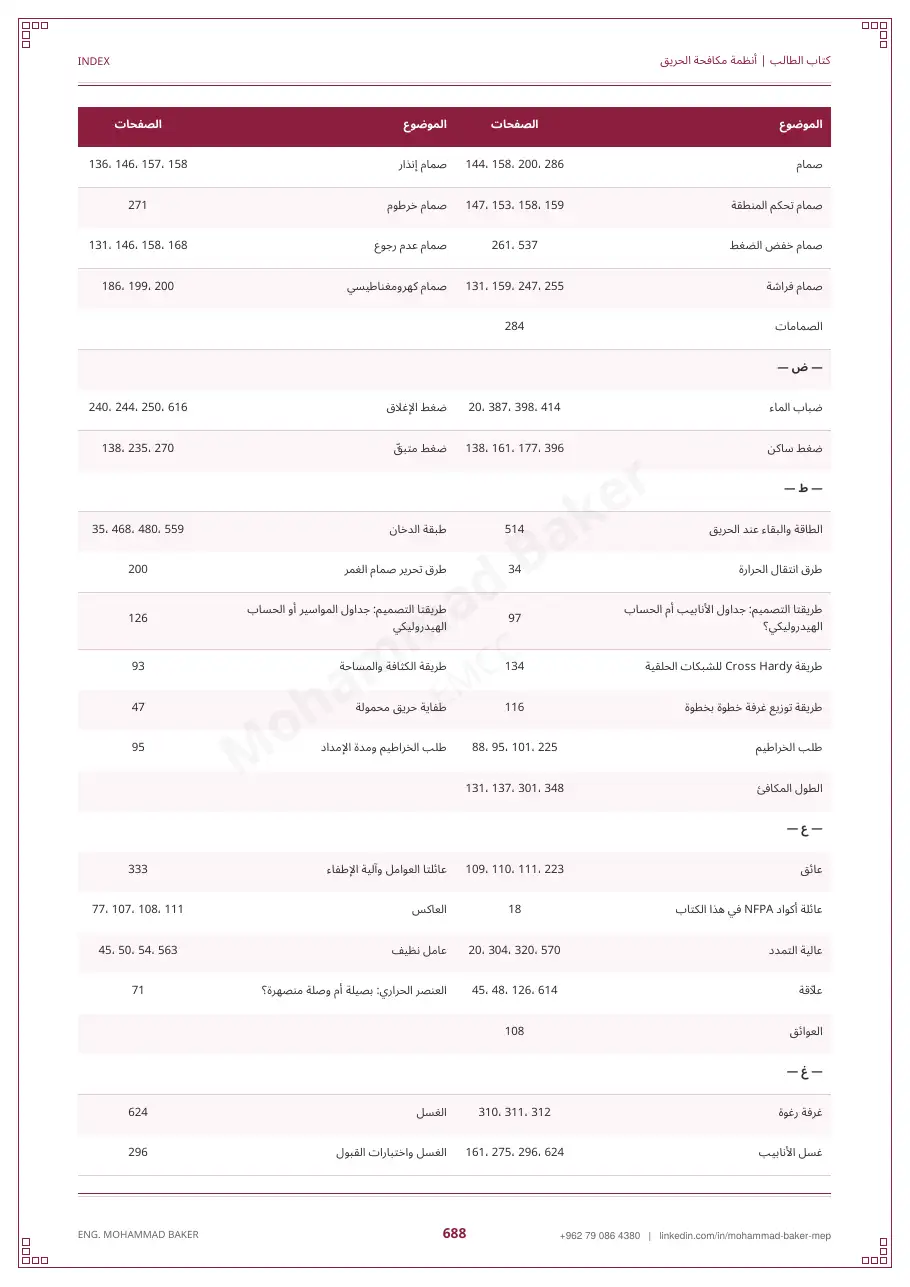 كتاب الطالب | أنظمة مكافحة الحريق INDEX
الموضوع الصفحات الموضوع الصفحات
صمام 144، 158، 200، 286 صمام إنذار 136، 146، 157، 158
صمام تحكم المنطقة 147، 153، 158، 159 صمام خرطوم 271
صمام خفض الضغط 261، 537 صمام عدم رجوع 131، 146، 158، 168
صمام فراشة 131، 159، 247، 255 صمام كهرومغناطيسي 186، 199، 200
الصمامات 284
— ض —
ضباب الماء 20، 387، 398، 414 ضغط الإغلاق 240، 244، 250، 616
ضغط ساكن 138، 161، 177، 396 ضغط متبقّ 138، 235، 270
— ط —
الطاقة والبقاء عند الحريق 514 طبقة الدخان 35، 468، 480، 559
طرق انتقال الحرارة 34 طرق تحرير صمام الغمر 200
طريقتا التصميم: جداول الأنابيب أم الحساب 97 طريقتا التصميم: جداول المواسير أو الحساب 126
الهيدروليكي؟ الهيدروليكي
طريقة Cross Hardy للشبكات الحلقية 134 طريقة الكثافة والمساحة 93
طريقة توزيع غرفة خطوة بخطوة 116 طفاية حريق محمولة 47
طلب الخراطيم 88، 95، 101، 225 طلب الخراطيم ومدة الإمداد 95
الطول المكافئ 131، 137، 301، 348
— ع —
عائق 109، 110، 111، 223 عائلتا العوامل وآلية الإطفاء 333
عائلة أكواد NFPA في هذا الكتاب 18 العاكس 77، 107، 108، 111
عالية التمدد 20، 304، 320، 570 عامل نظيف 45، 50، 54، 563
علاّقة 45، 48، 126، 614 العنصر الحراري: بصيلة أم وصلة منصهرة؟ 71
العوائق 108
— غ —
غرفة رغوة 310، 311، 312 الغسل 624
غسل الأنابيب 161، 275، 296، 624 الغسل واختبارات القبول 296
Mohammad Baker
EMCC
ENG. MOHAMMAD BAKER 688 +962 79 086 4380 | linkedin.com/in/mohammad-baker-mep